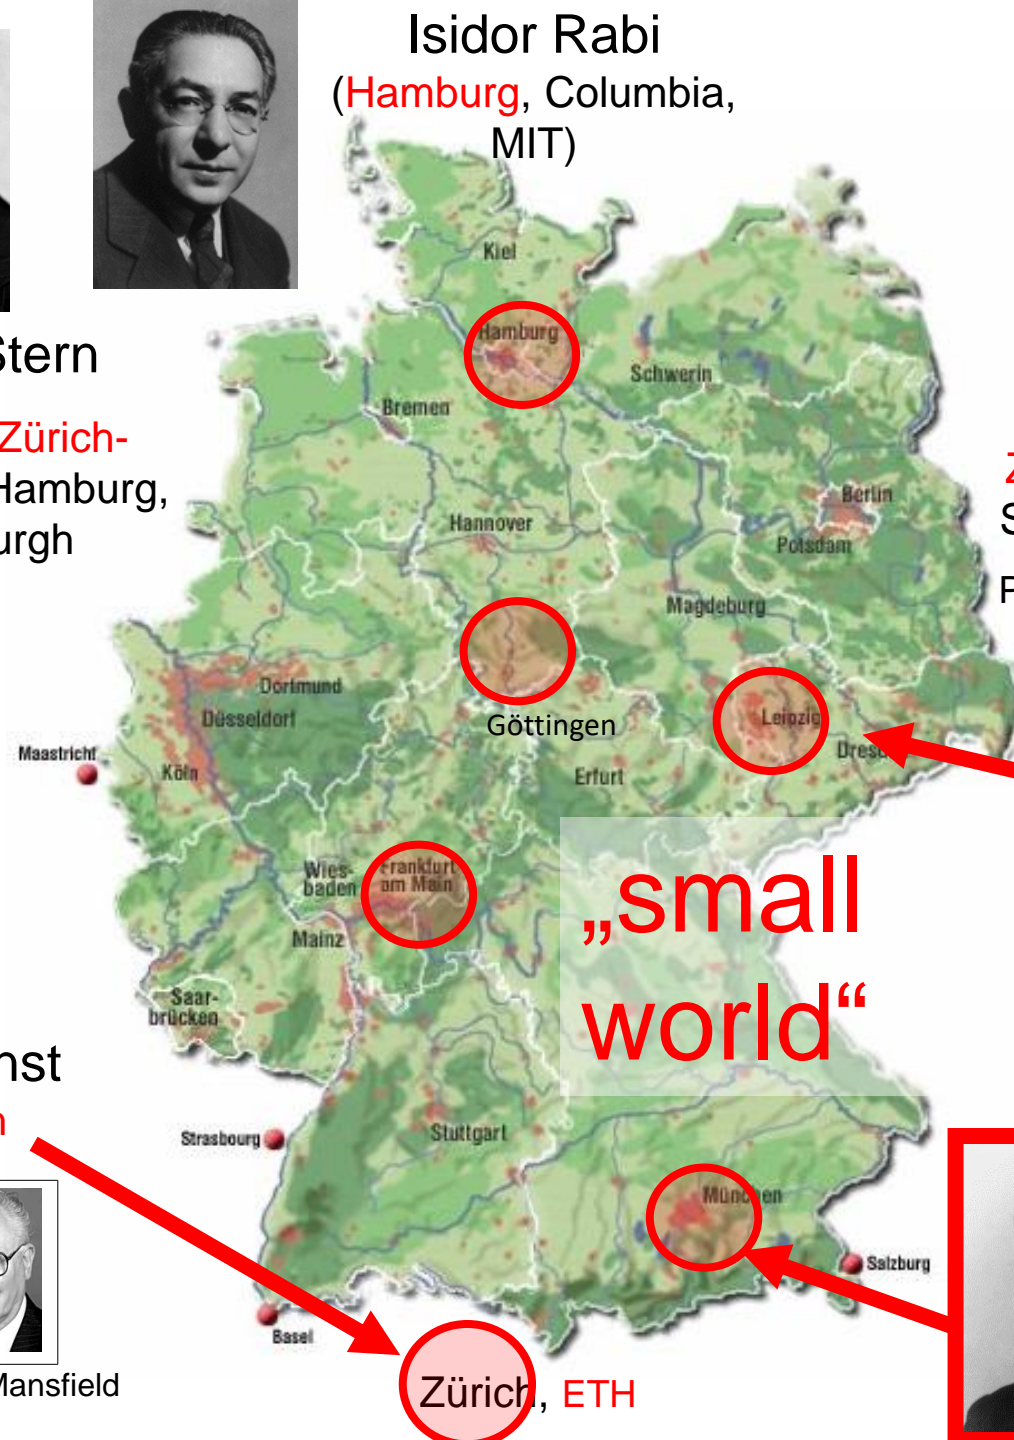 Isidor Rabi
(Hamburg, Columbia,
MIT)
Kiel
Hamburg
Stern
Schwerin
Bremen
Zürich-
Hamburg,
urgh
Berlin
Hannover
Potsdam
Magdeburg
Dortmund
Düsseldorf
Göttingen
Leipzig
Maastricht
Köln
Erfurt
Wies-
baden
Frankfurt
am Main
„small
world“
Mainz
Saar-
brücken
nst
Strasbourg
Stuttgart
München
Salzburg
Basel
Mansfield
Zürich, ETH